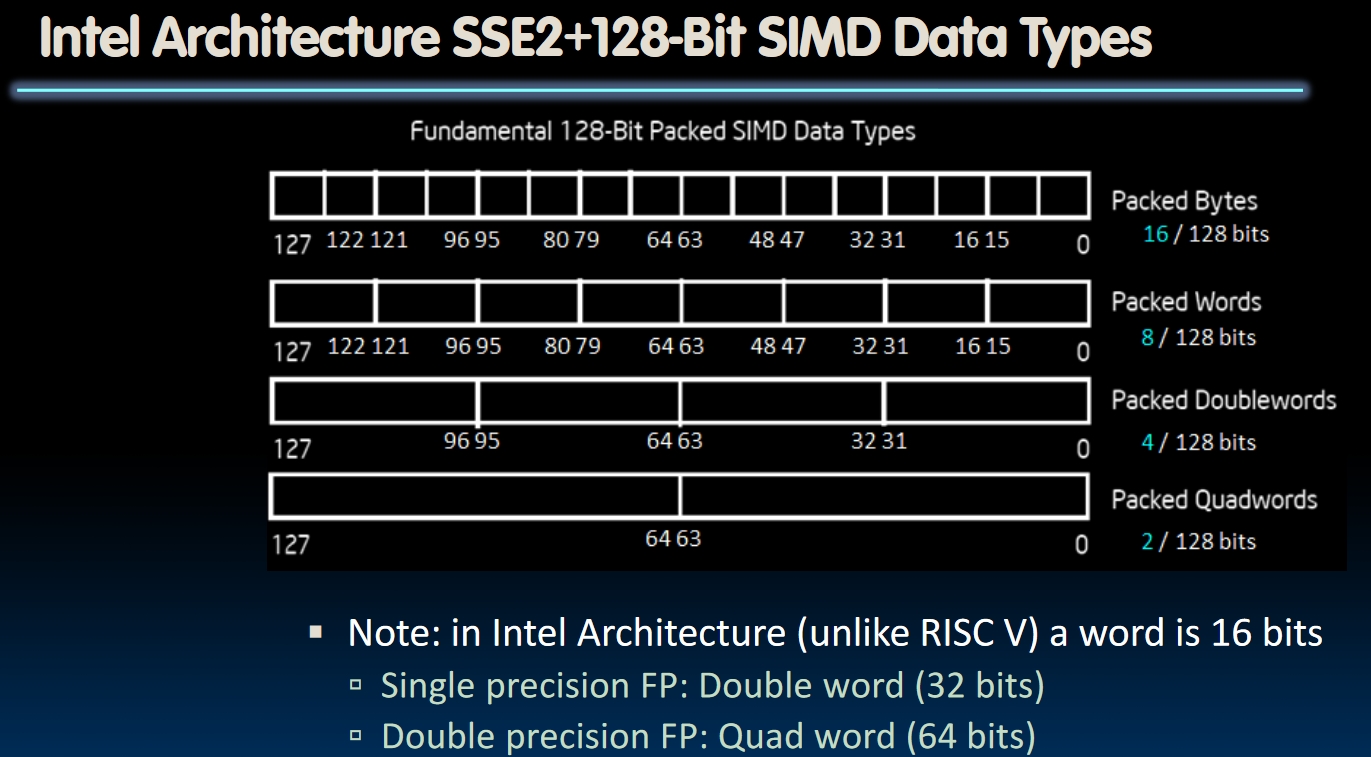 Intel Architecture SSE2+128-Bit SIMD Data Types
Fundamental 128-Bit Packed SIMD Data Types
Packed Bytes
16 / 128 bits
127 122 121 96 95 80 79 64 63 48 47 32 31 16 15 0
Packed Words
8 / 128 bits
127 122 121 96 95 80 79 64 63 48 47 32 31 16 15 0
Packed Doublewords
4 / 128 bits
127 96 95 64 63 32 31 0
Packed Quadwords
2 / 128 bits
127 64 63 0
Note: in Intel Architecture (unlike RISC V) a word is 16 bits
Single precision FP: Double word (32 bits)
Double precision FP: Quad word (64 bits)